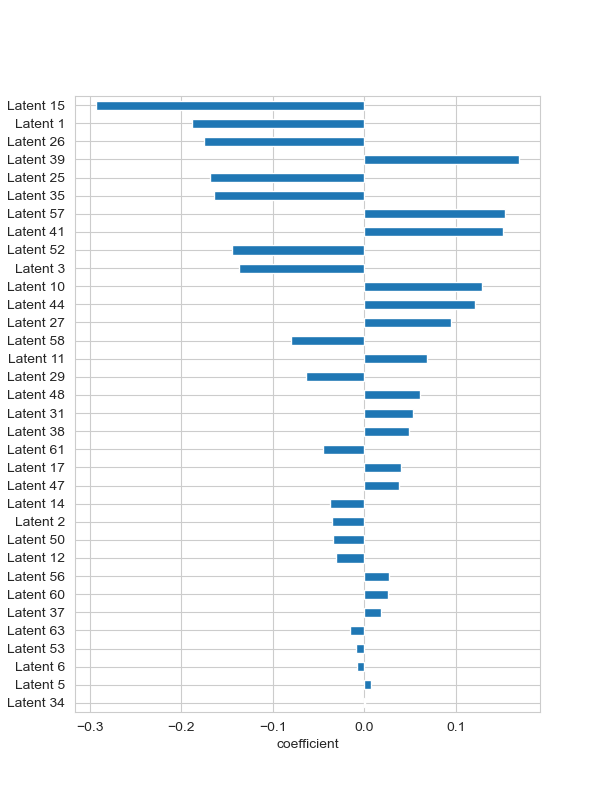 Latent 15
Latent 1
Latent 26
Latent 39
Latent 25
Latent 35
Latent 57
Latent 41
Latent 52
Latent 3
Latent 10
Latent 44
Latent 27
Latent 58
Latent 11
Latent 29
Latent 48
Latent 31
Latent 38
Latent 61
Latent 17
Latent 47
Latent 14
Latent 2
Latent 50
Latent 12
Latent 56
Latent 60
Latent 37
Latent 63
Latent 53
Latent 6
Latent 5
Latent 34
−0.3 −0.2 −0.1 0.0 0.1
coefficient